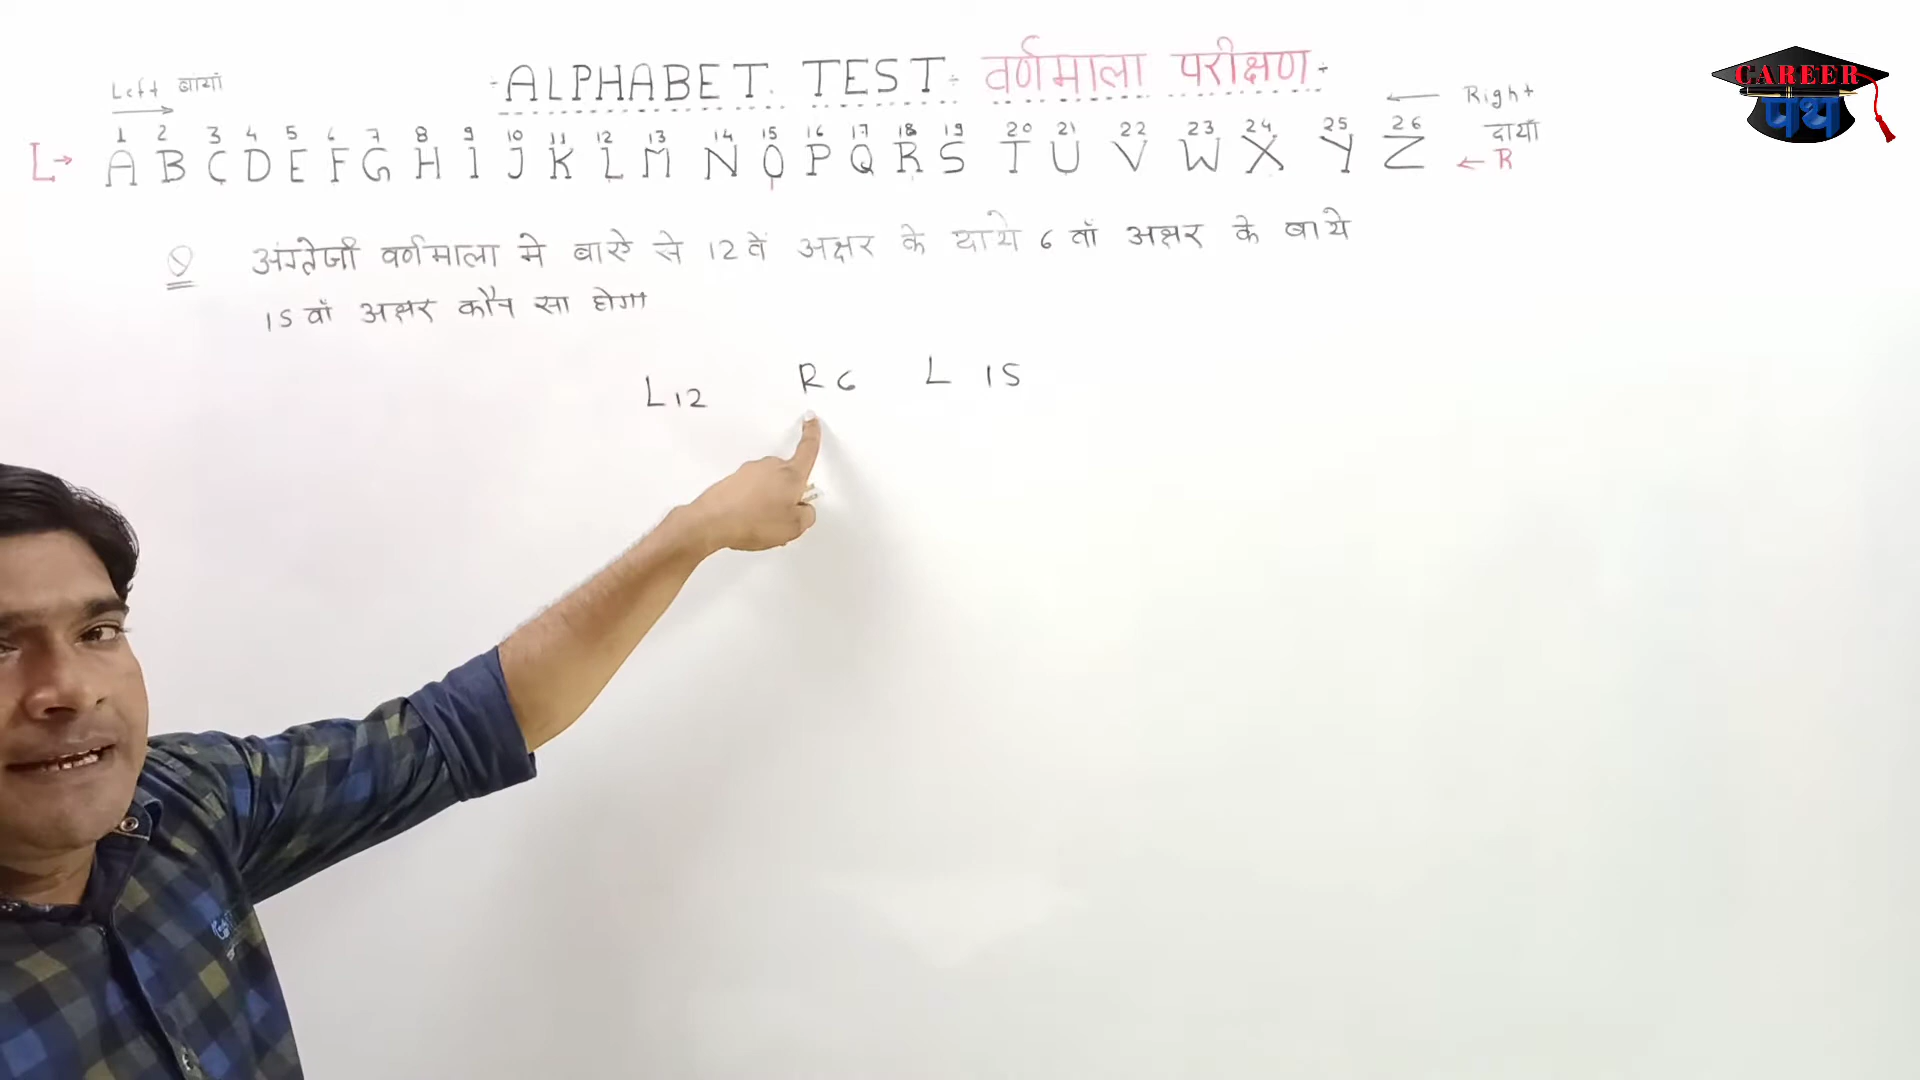 Left बायाँ
-: ALPHABET TEST :- वर्णमाला परीक्षण :-
← Right
दायाँ
1 2 3 4 5 6 7 8 9 10 11 12 13 14 15 16 17 18 19 20 21 22 23 24 25 26
L→ A B C D E F G H I J K L M N O P Q R S T U V W X Y Z ← R
Q अंग्रेजी वर्णमाला मे बाऐ से 12 वें अक्षर के दाये 6 वाँ अक्षर के बाये
15 वाँ अक्षर कौन सा होगा
L12 R6 L 15
CAREER
पथ